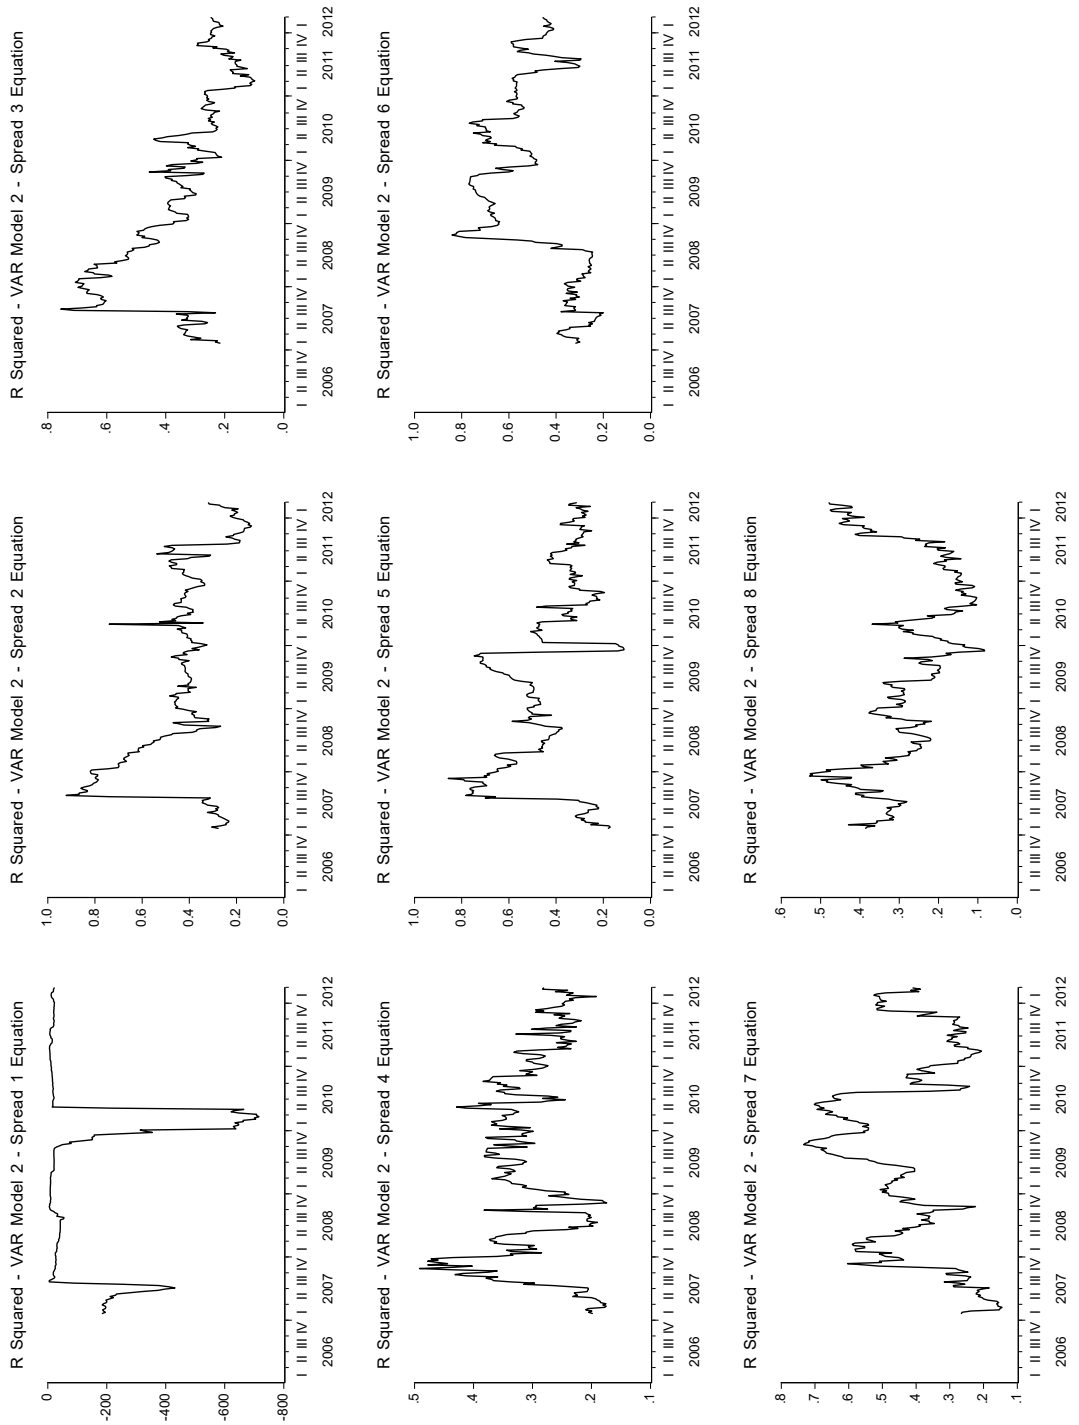 R Squared - VAR Model 2 - Spread 1 Equation
0
-200
-400
-600
-800
I II III IV I II III IV I II III IV I II III IV I II III IV I II III IV I
2006 2007 2008 2009 2010 2011 2012
R Squared - VAR Model 2 - Spread 2 Equation
1.0
0.8
0.6
0.4
0.2
0.0
I II III IV I II III IV I II III IV I II III IV I II III IV I II III IV I
2006 2007 2008 2009 2010 2011 2012
R Squared - VAR Model 2 - Spread 3 Equation
.8
.6
.4
.2
.0
I II III IV I II III IV I II III IV I II III IV I II III IV I II III IV I
2006 2007 2008 2009 2010 2011 2012
R Squared - VAR Model 2 - Spread 4 Equation
.5
.4
.3
.2
.1
I II III IV I II III IV I II III IV I II III IV I II III IV I II III IV I
2006 2007 2008 2009 2010 2011 2012
R Squared - VAR Model 2 - Spread 5 Equation
1.0
0.8
0.6
0.4
0.2
0.0
I II III IV I II III IV I II III IV I II III IV I II III IV I II III IV I
2006 2007 2008 2009 2010 2011 2012
R Squared - VAR Model 2 - Spread 6 Equation
1.0
0.8
0.6
0.4
0.2
0.0
I II III IV I II III IV I II III IV I II III IV I II III IV I II III IV I
2006 2007 2008 2009 2010 2011 2012
R Squared - VAR Model 2 - Spread 7 Equation
.8
.7
.6
.5
.4
.3
.2
.1
I II III IV I II III IV I II III IV I II III IV I II III IV I II III IV I
2006 2007 2008 2009 2010 2011 2012
R Squared - VAR Model 2 - Spread 8 Equation
.6
.5
.4
.3
.2
.1
.0
I II III IV I II III IV I II III IV I II III IV I II III IV I II III IV I
2006 2007 2008 2009 2010 2011 2012